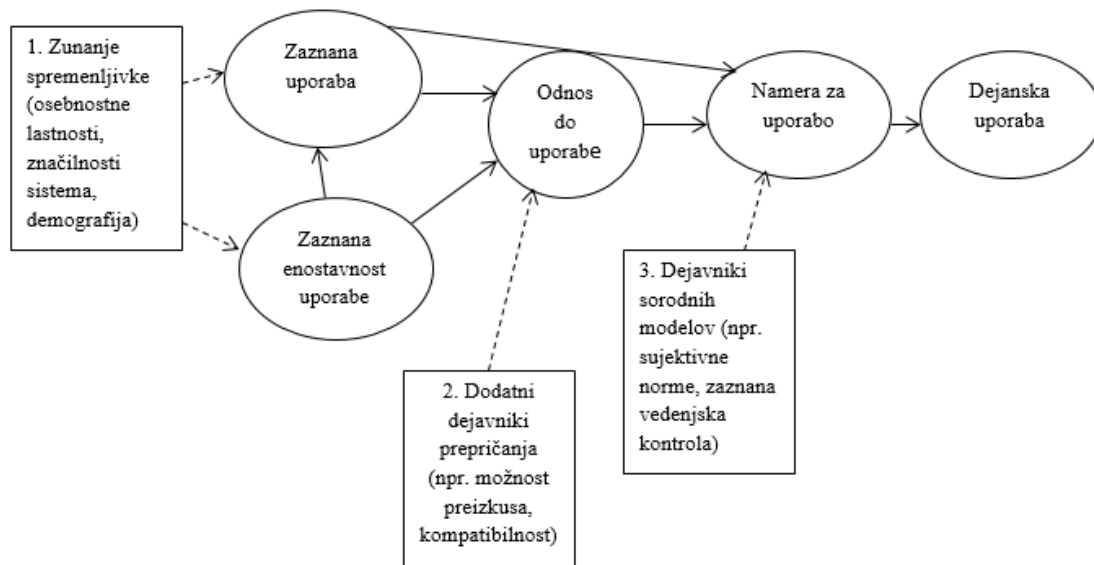 1. Zunanje
spremenljivke
(osebnostne
lastnosti,
značilnosti
sistema,
demografija)
Zaznana
uporaba
Zaznana
enostavnost
uporabe
Odnos
do
uporabe
Namera za
uporabo
Dejanska
uporaba
2. Dodatni
dejavniki
prepričanja
(npr. možnost
preizkusa,
kompatibilnost)
3. Dejavniki
sorodnih
modelov (npr.
sujektivne
norme, zaznana
vedenjska
kontrola)